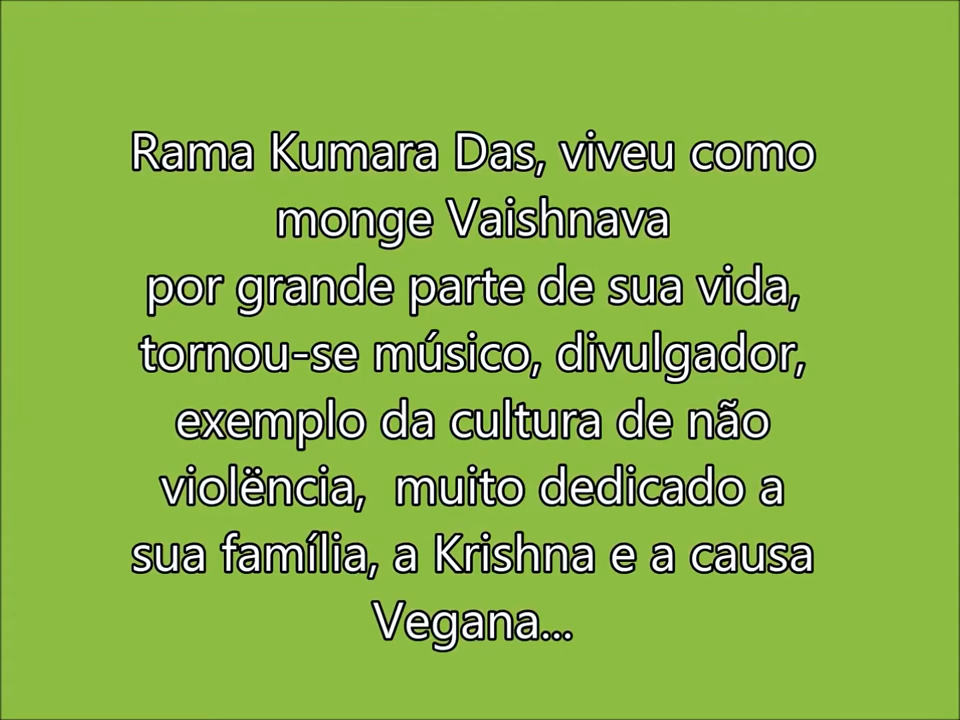 Rama Kumara Das, viveu como
monge Vaishnava
por grande parte de sua vida,
tornou-se músico, divulgador,
exemplo da cultura de não
violëncia,  muito dedicado a
sua família, a Krishna e a causa
Vegana...